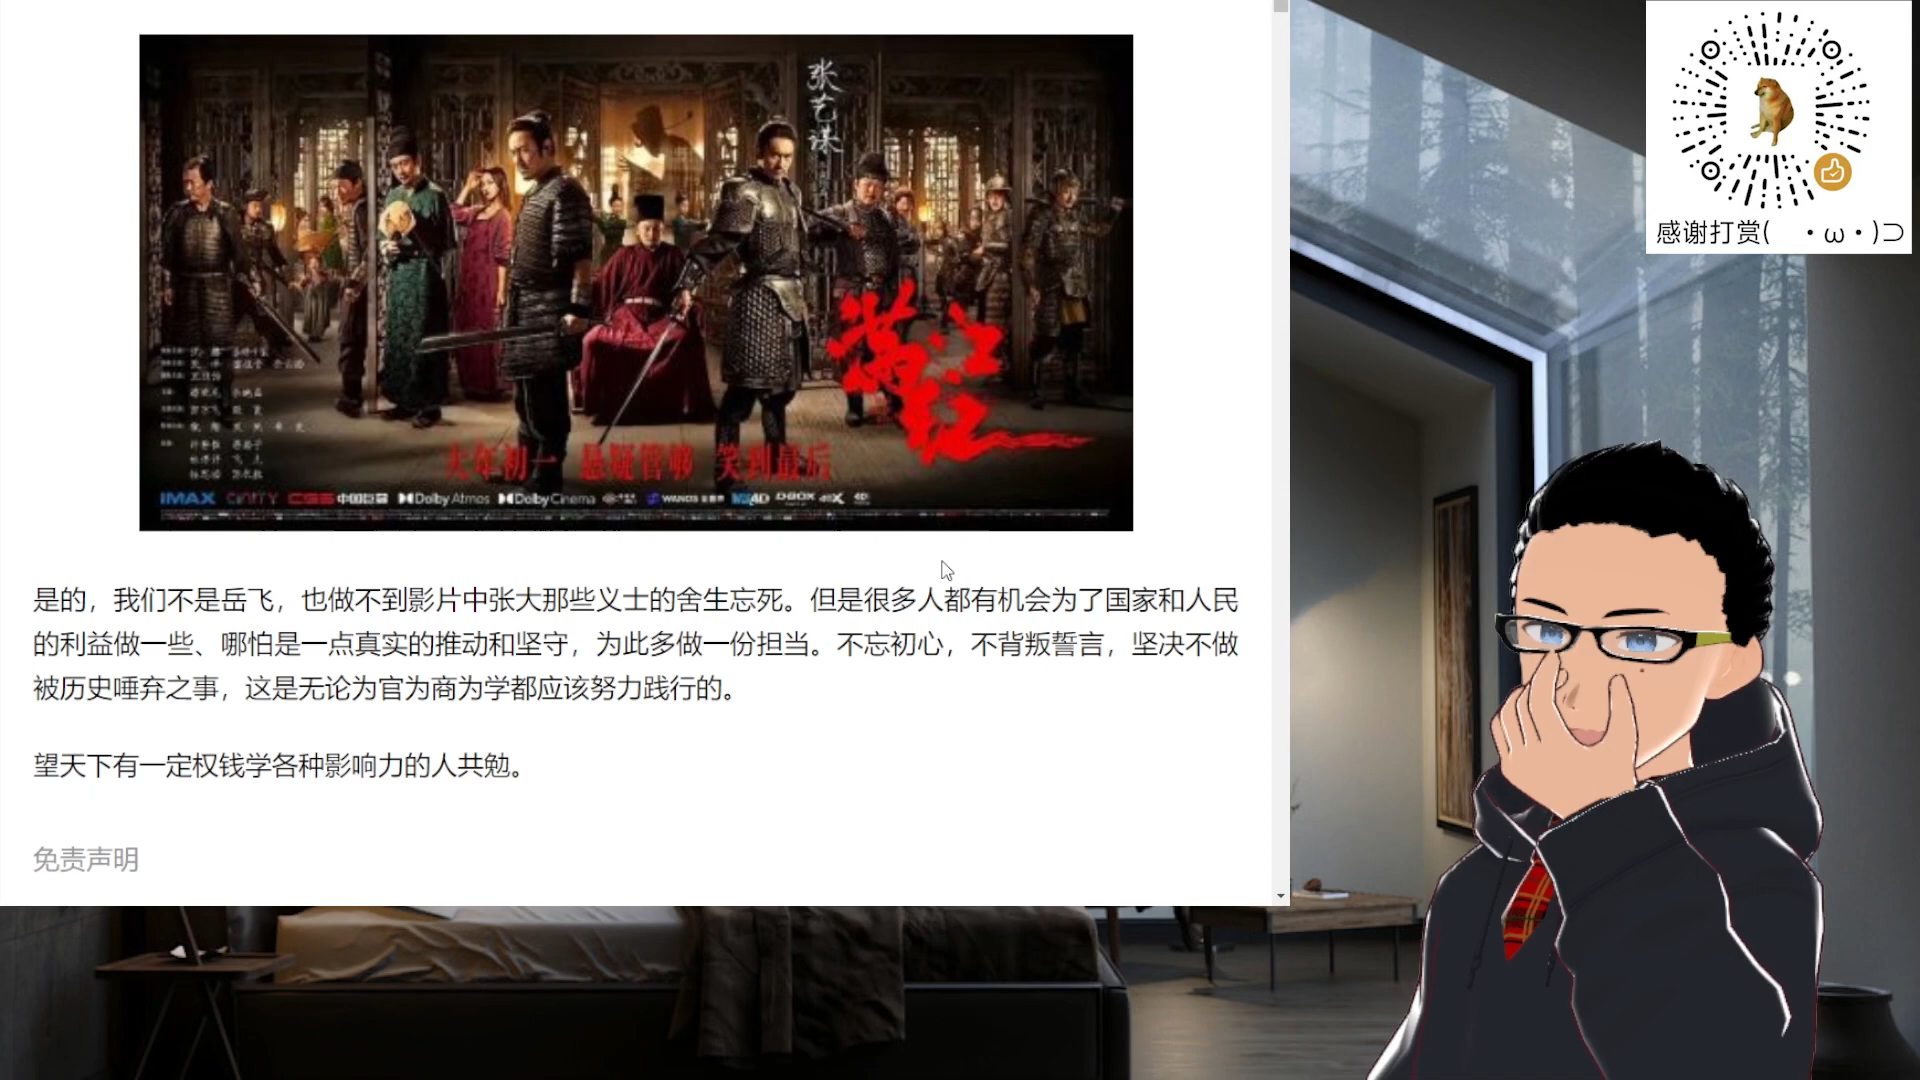 张艺谋
满江红
大年初一 悬疑管够 笑到最后
IMAX CINITY CGS 中国巨幕 Dolby Atmos Dolby Cinema
感谢打赏( ・ω・)⊃
是的，我们不是岳飞，也做不到影片中张大那些义士的舍生忘死。但是很多人都有机会为了国家和人民
的利益做一些、哪怕是一点真实的推动和坚守，为此多做一份担当。不忘初心，不背叛誓言，坚决不做
被历史唾弃之事，这是无论为官为商为学都应该努力践行的。
望天下有一定权钱学各种影响力的人共勉。
免责声明